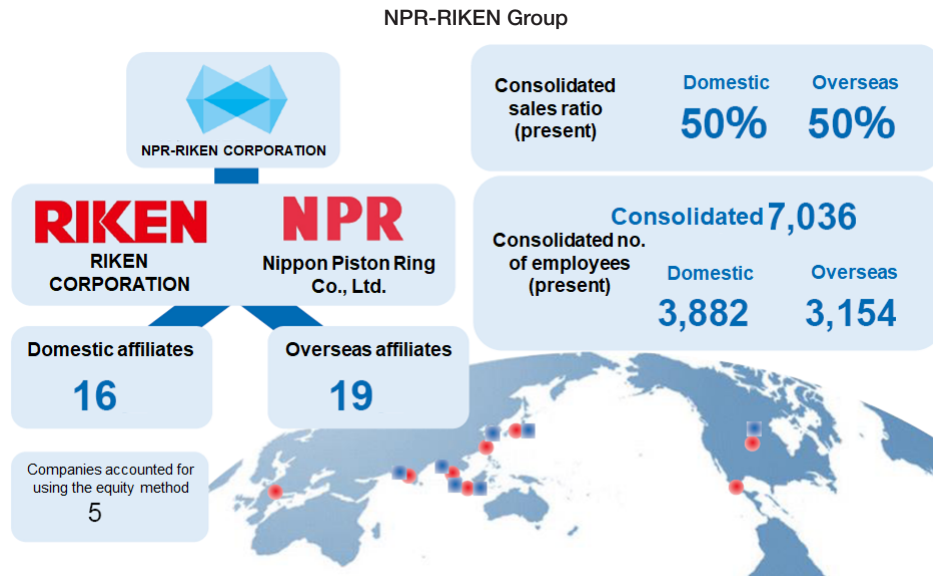 NPR-RIKEN Group
NPR-RIKEN CORPORATION
RIKEN
RIKEN
CORPORATION
NPR
Nippon Piston Ring
Co., Ltd.
Domestic affiliates
16
Overseas affiliates
19
Companies accounted for
using the equity method
5
Consolidated
sales ratio
(present)
Domestic
50%
Overseas
50%
Consolidated no.
of employees
(present)
Consolidated 7,036
Domestic
3,882
Overseas
3,154